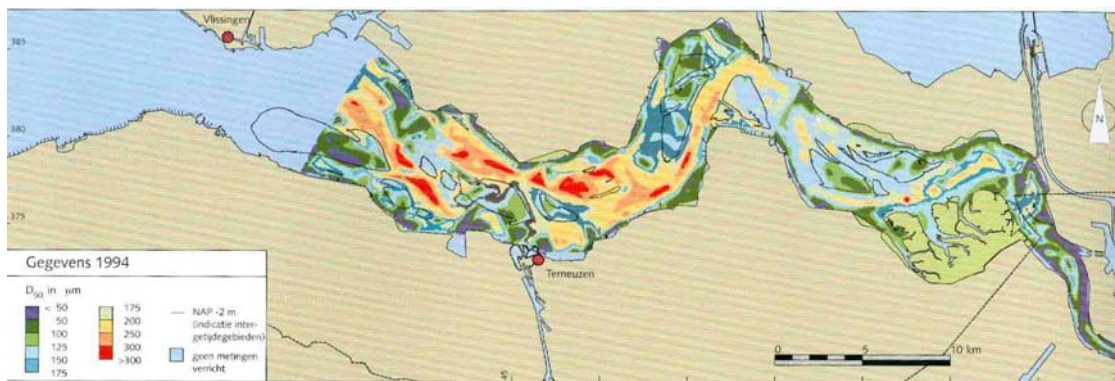 Vlissingen
385
380
375
N
Terneuzen
45
0 5 10 km
Gegevens 1994
D50 in µm
< 50
50
100
125
150
175
175
200
250
300
>300
NAP -2 m
(indicatie inter-
getijdegebieden)
geen metingen
verricht